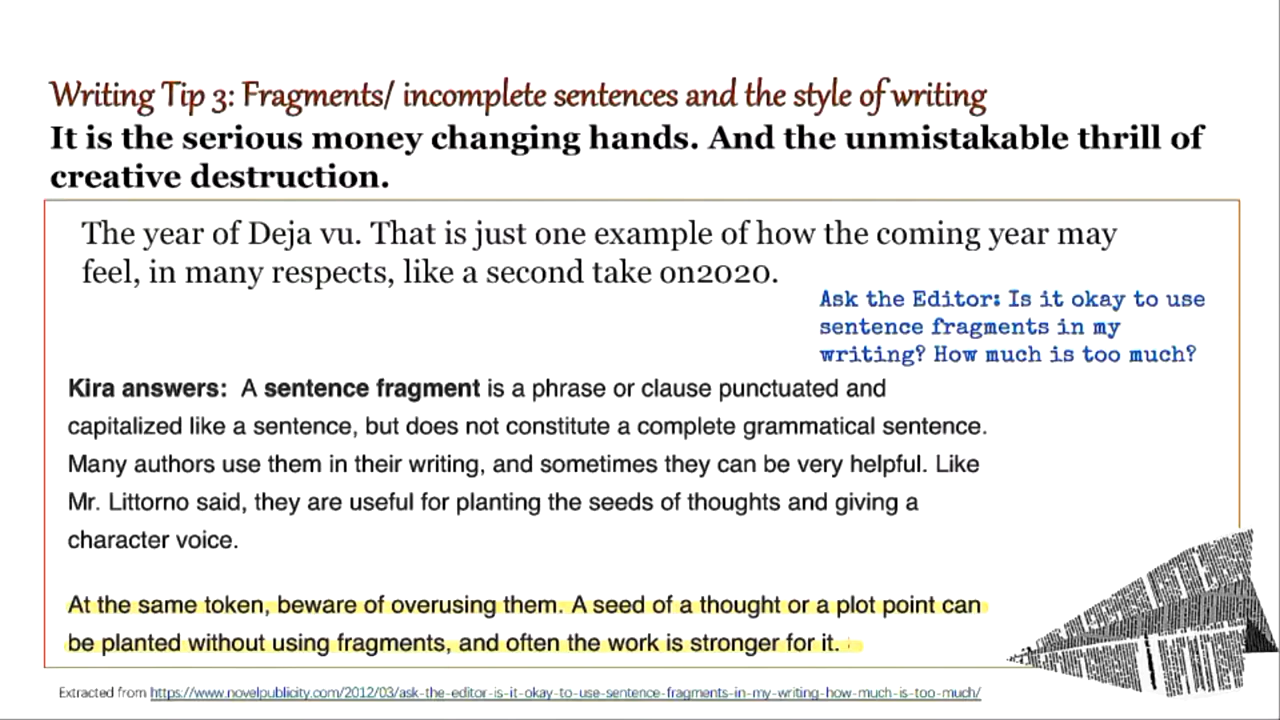 Writing Tip 3: Fragments/ incomplete sentences and the style of writing
It is the serious money changing hands. And the unmistakable thrill of
creative destruction.
The year of Deja vu. That is just one example of how the coming year may
feel, in many respects, like a second take on2020.
Ask the Editor: Is it okay to use
sentence fragments in my
writing? How much is too much?
Kira answers: A sentence fragment is a phrase or clause punctuated and
capitalized like a sentence, but does not constitute a complete grammatical sentence.
Many authors use them in their writing, and sometimes they can be very helpful. Like
Mr. Littorno said, they are useful for planting the seeds of thoughts and giving a
character voice.
At the same token, beware of overusing them. A seed of a thought or a plot point can
be planted without using fragments, and often the work is stronger for it.
Extracted from https://www.novelpublicity.com/2012/03/ask-the-editor-is-it-okay-to-use-sentence-fragments-in-my-writing-how-much-is-too-much/